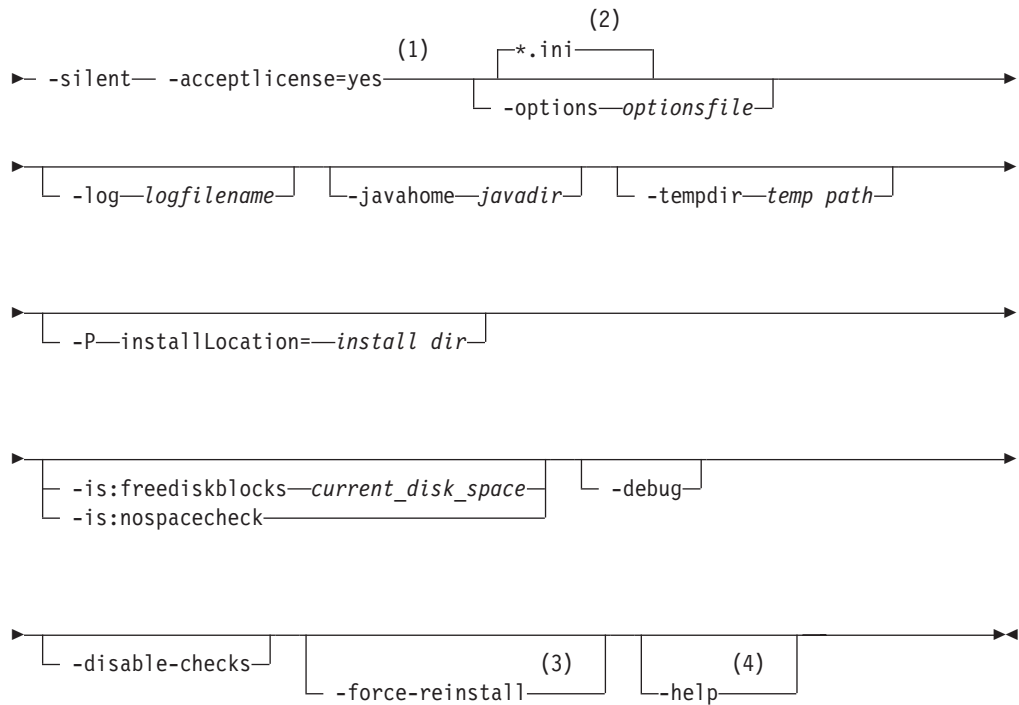 (2)
(1) *.ini
-silent -acceptlicense=yes
-options optionsfile
-log logfilename -javahome javadir -tempdir temp path
-P installLocation= install dir
-is:freediskblocks current_disk_space -debug
-is:nospacecheck
-disable-checks (3) (4)
-force-reinstall -help